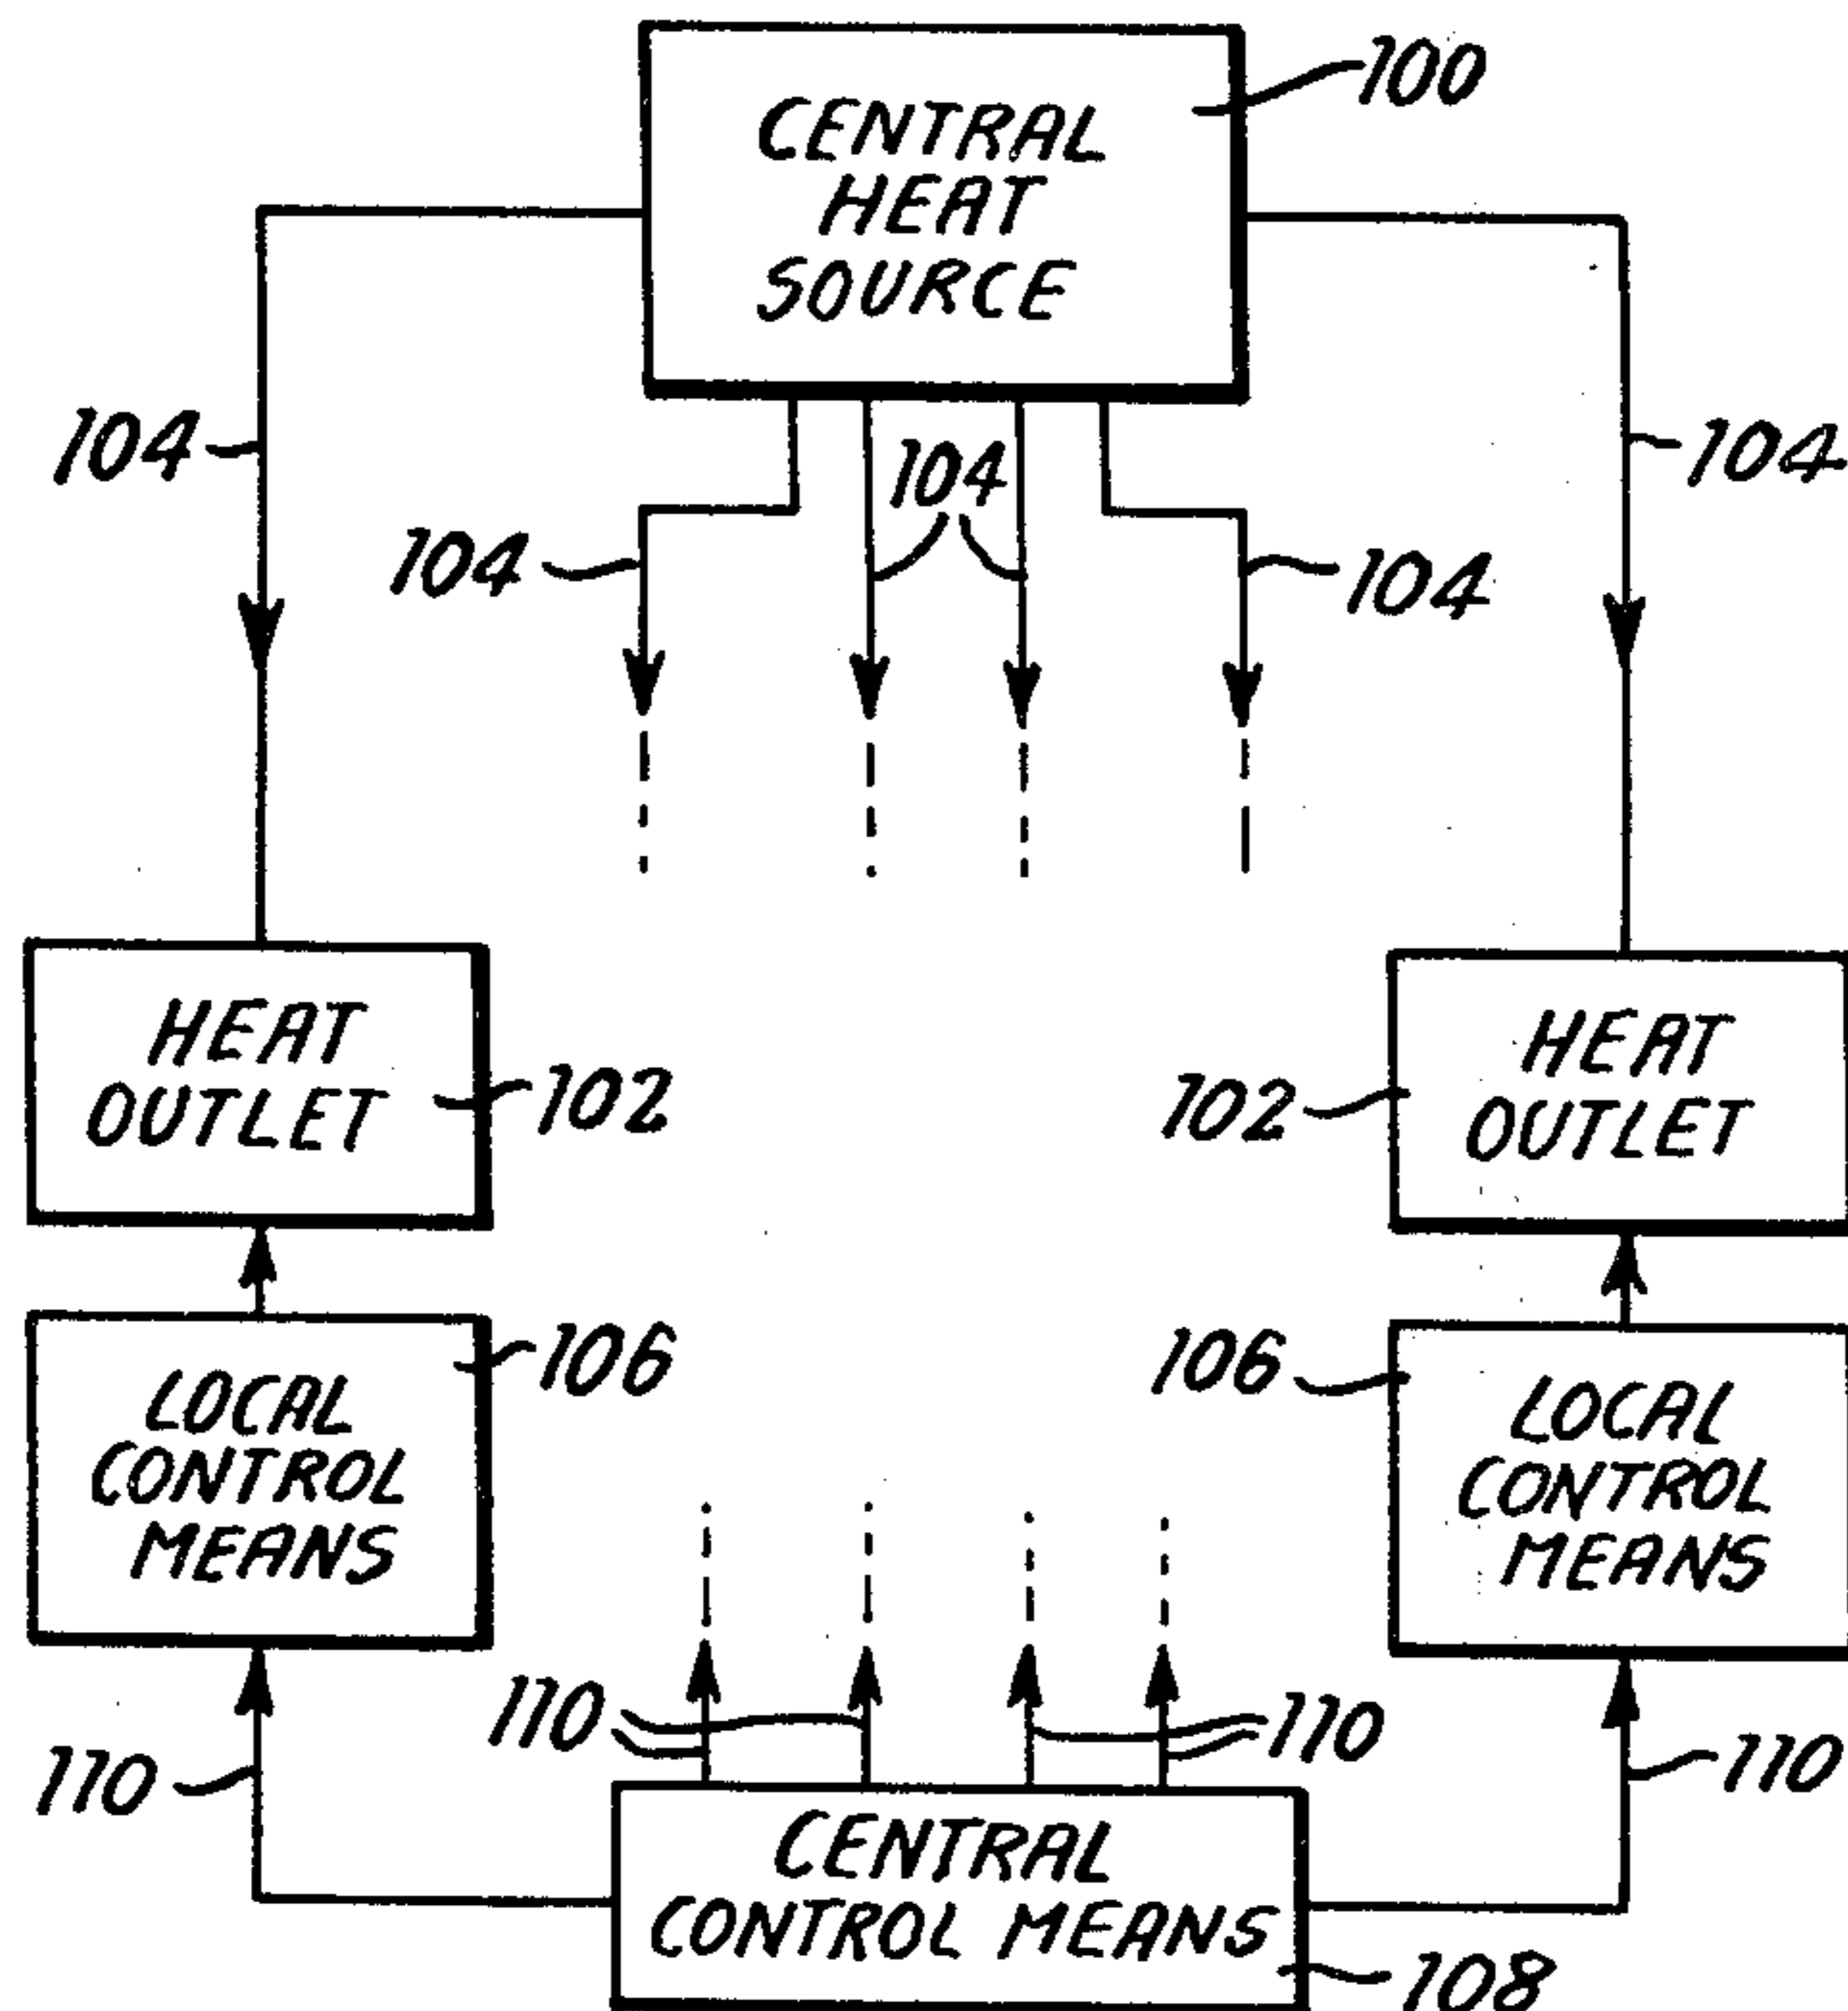 CENTRAL
HEAT
SOURCE
100
104
104
104
104
104
HEAT
OUTLET
102
102
HEAT
OUTLET
LOCAL
CONTROL
MEANS
106
106
LOCAL
CONTROL
MEANS
110
110
110
110
CENTRAL
CONTROL MEANS
108